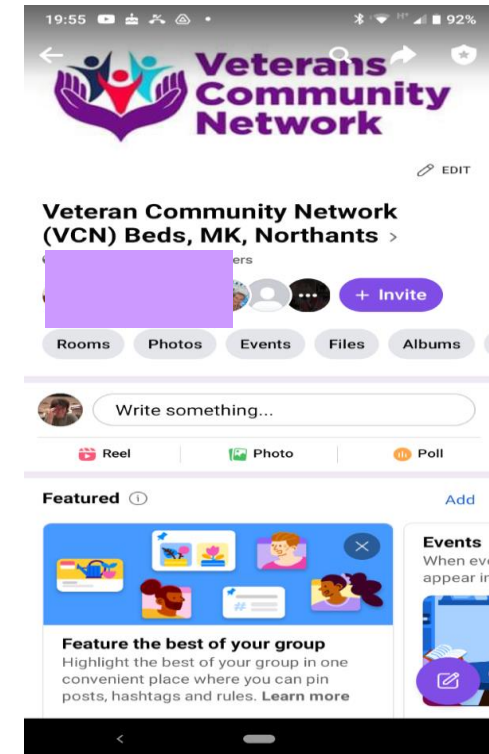 19:55
92%
Veterans
Community
Network
EDIT
Veteran Community Network
(VCN) Beds, MK, Northants >
ers
+ Invite
Rooms Photos Events Files Albums
Write something...
Reel Photo Poll
Featured Add
Events
When eve
appear in
#
Feature the best of your group
Highlight the best of your group in one
convenient place where you can pin
posts, hashtags and rules. Learn more